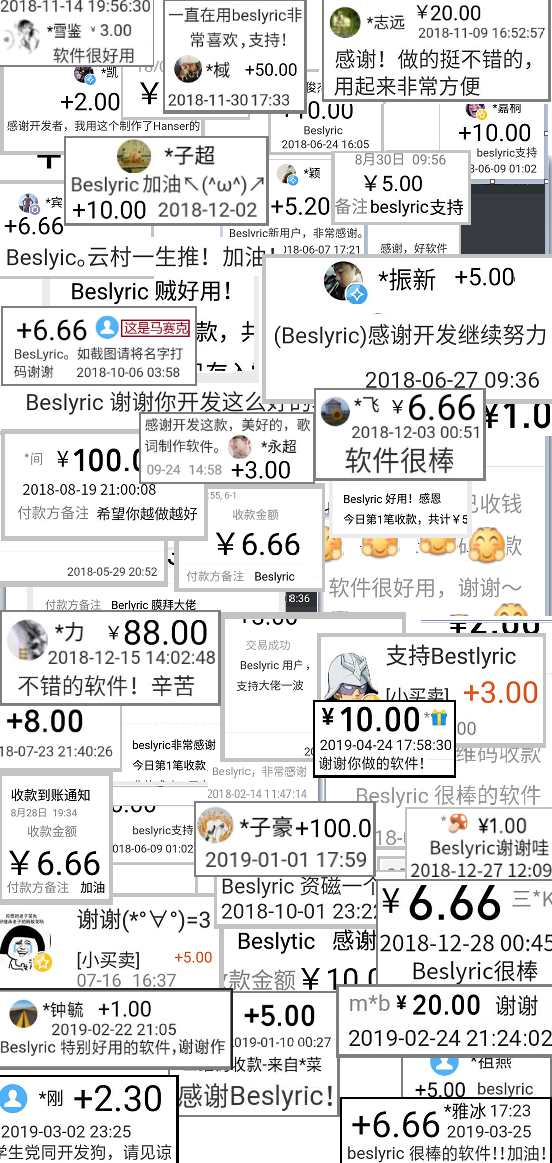 2018-11-14 19:56:30
*雪鉴 ¥ 3.00
软件很好用
一直在用beslyric非
常喜欢,支持！
*棫 +50.00
2018-11-30 17:33
*志远 ¥20.00
2018-11-09 16:52:57
感谢！做的挺不错的，
用起来非常方便
*凯
+2.00
感谢开发者，我用这个制作了Hanser的
¥
Beslyric
2018-06-24 16:05
*嘉桐
+10.00
beslyric支持
8-06-09 01:02
*子超
Beslyric 加油↖(^ω^)↗
+10.00 2018-12-02
*颖
+5.20
Beslyric新用户，非常感谢。
2018-06-07 17:21
8月30日 09:56
¥5.00
备注 beslyric支持
感谢，好软件
*宾
+6.66
Beslyic。云村一生推！加油！
Beslyric 贼好用！
*振新 +5.00
(Beslyric)感谢开发继续努力
2018-06-27 09:36
+6.66 这是马赛克
BesLyric。如截图请将名字打
码谢谢 2018-10-06 03:58
款，共
Beslyric 谢谢你开发这么好的
感谢开发这款，美好的，歌
词制作软件。 *永超
09-24 14:58 +3.00
*飞 ¥6.66
2018-12-03 00:51
软件很棒
¥1.0
*间 ¥100.0
2018-08-19 21:00:08
付款方备注 希望你越做越好
:55, 6-1
收款金额
¥6.66
付款方备注 Beslyric
Beslyric 好用！感恩
今日第1笔收款，共计¥5
收钱
款
软件很好用，谢谢～
2018-05-29 20:52
付款方备注 Berlyric 膜拜大佬
8:36
*力 ¥88.00
2018-12-15 14:02:48
不错的软件！辛苦
交易成功
Beslyric 用户，
支持大佬一波
¥2.00
支持Bestlyric
[小买卖] +3.00
¥10.00 *
2019-04-24 17:58:30
谢谢你做的软件！
维码收款
+8.00
18-07-23 21:40:26
beslyric非常感谢
今日第1笔收款
Beslyric，非常感谢
2018-02-14 11:47:14
Beslyric 很棒的软件
收款到账通知
8月28日 19:34
收款金额
¥6.66
付款方备注 加油
beslyric支持
018-06-09 01:02
*子豪 +100.0
2019-01-01 17:59
* ¥1.00
Beslyric谢谢哇
2018-12-27 12:09
Beslyric 资磁一个
2018-10-01 23:22
¥6.66 三*K
2018-12-28 00:45
Beslyric很棒
谢谢(*°∀°)=3
[小买卖] +5.00
07-16 16:37
Beslytic 感谢
款金额 ¥10.0
*钟毓 +1.00
2019-02-22 21:05
Beslyric 特别好用的软件,谢谢作
+5.00
2019-01-10 00:27
收款-来自*菜
感谢Beslyric！
m*b ¥20.00 谢谢
2019-02-24 21:24:02
*祖燕
+5.00 beslyric
*刚 +2.30
2019-03-02 23:25
学生党同开发狗，请见谅
+6.66 *雅冰 17:23
2019-03-25
beslyric 很棒的软件!!加油！